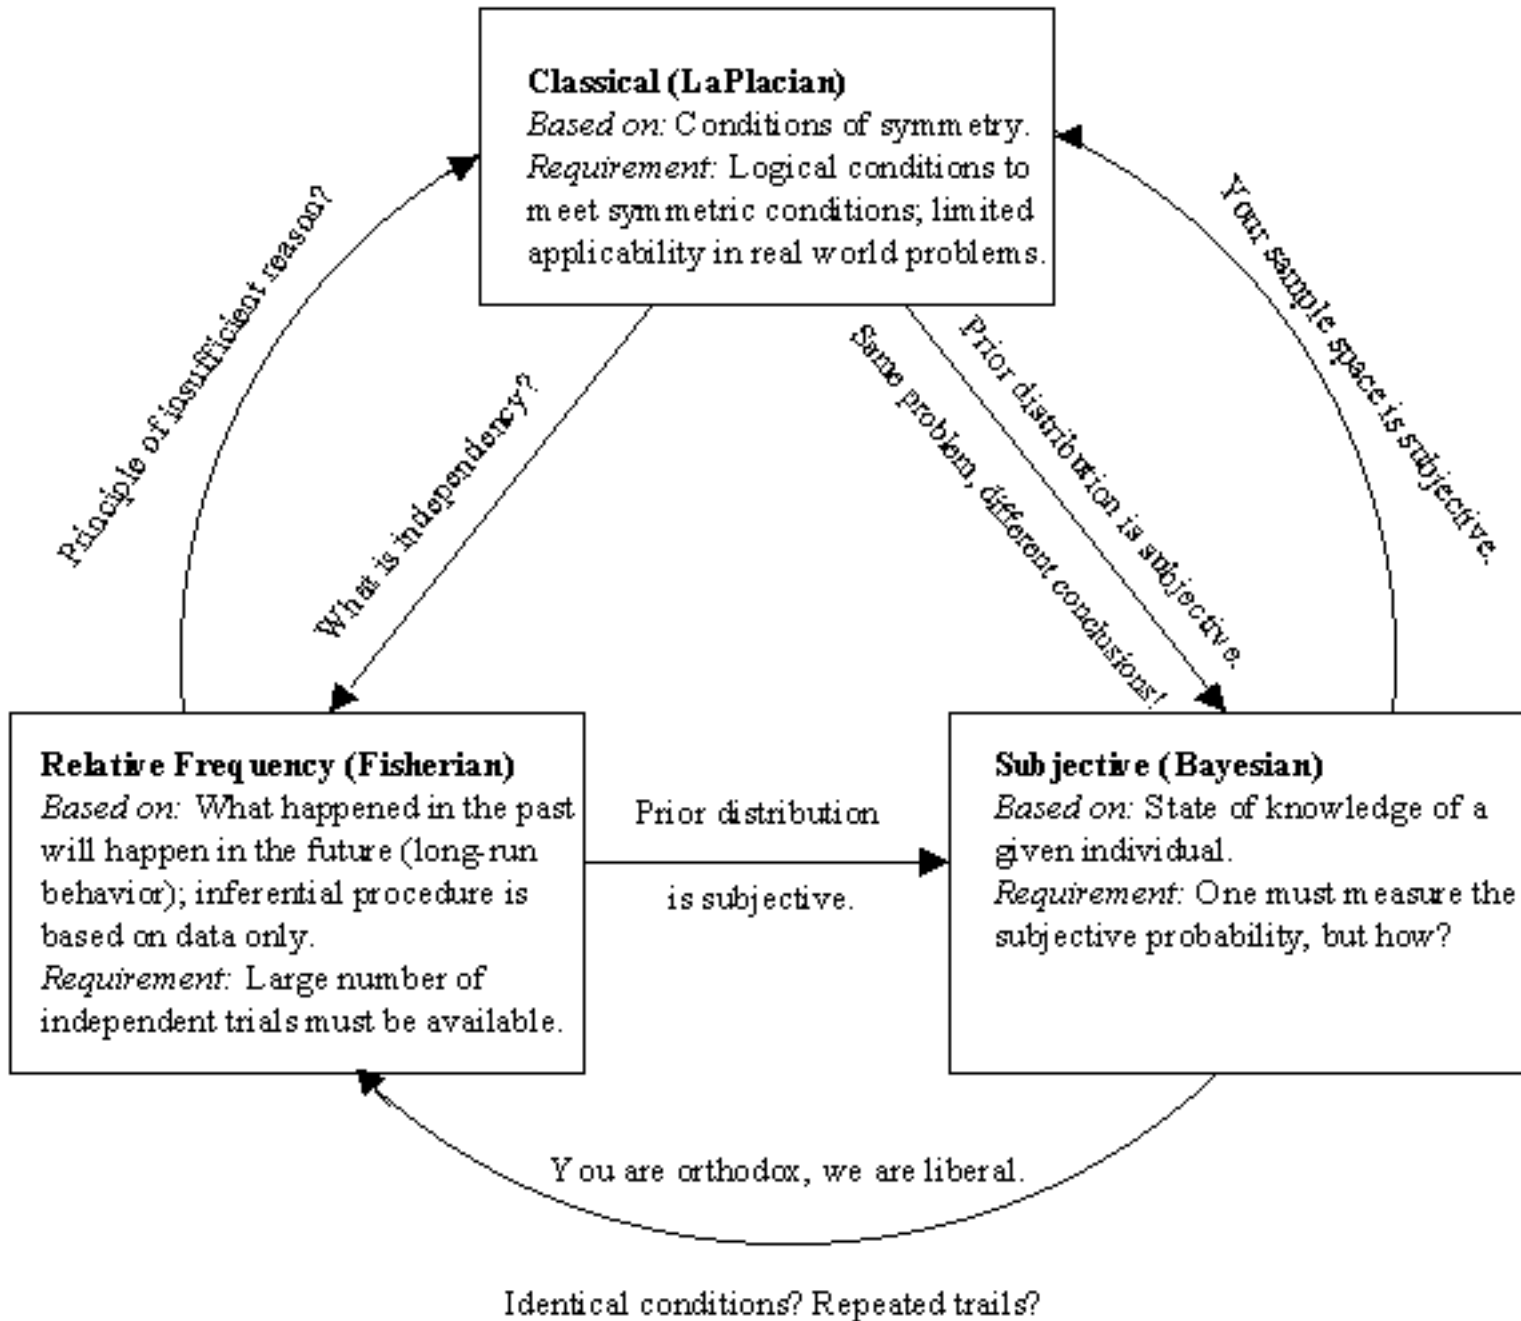 Classical (LaPlacian)
Based on: Conditions of symmetry.
Requirement: Logical conditions to
meet symmetric conditions; limited
applicability in real world problems.
Principle of insufficient reason?
What is independency?
Same problem, different conclusions!
Prior distribution is subjective.
Your sample space is subjective.
Relative Frequency (Fisherian)
Based on: What happened in the past
will happen in the future (long-run
behavior); inferential procedure is
based on data only.
Requirement: Large number of
independent trials must be available.
Prior distribution
is subjective.
Subjective (Bayesian)
Based on: State of knowledge of a
given individual.
Requirement: One must measure the
subjective probability, but how?
You are orthodox, we are liberal.
Identical conditions? Repeated trails?